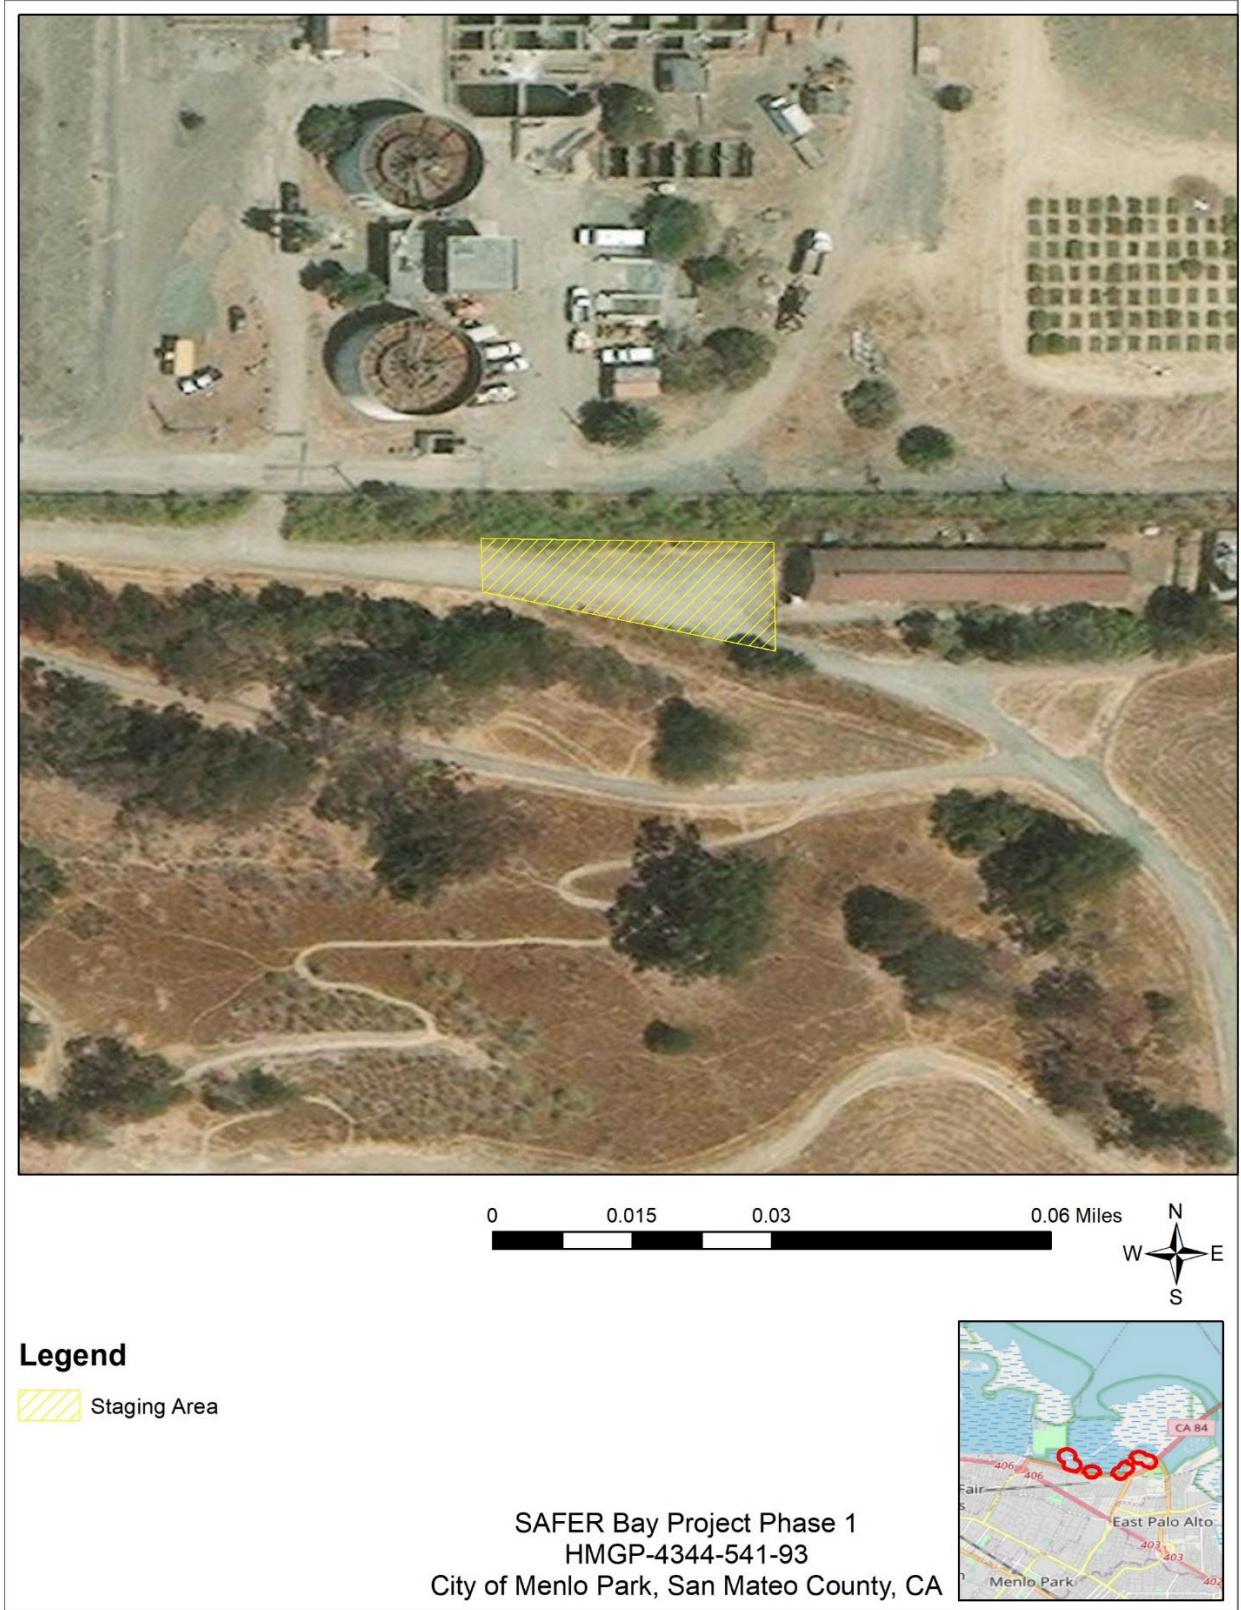 0 0.015 0.03 0.06 Miles
N
W E
S
Legend
Staging Area
CA 84
406
406
Fair
s
East Palo Alto
403
403
Menlo Park
402
SAFER Bay Project Phase 1
HMGP-4344-541-93
City of Menlo Park, San Mateo County, CA